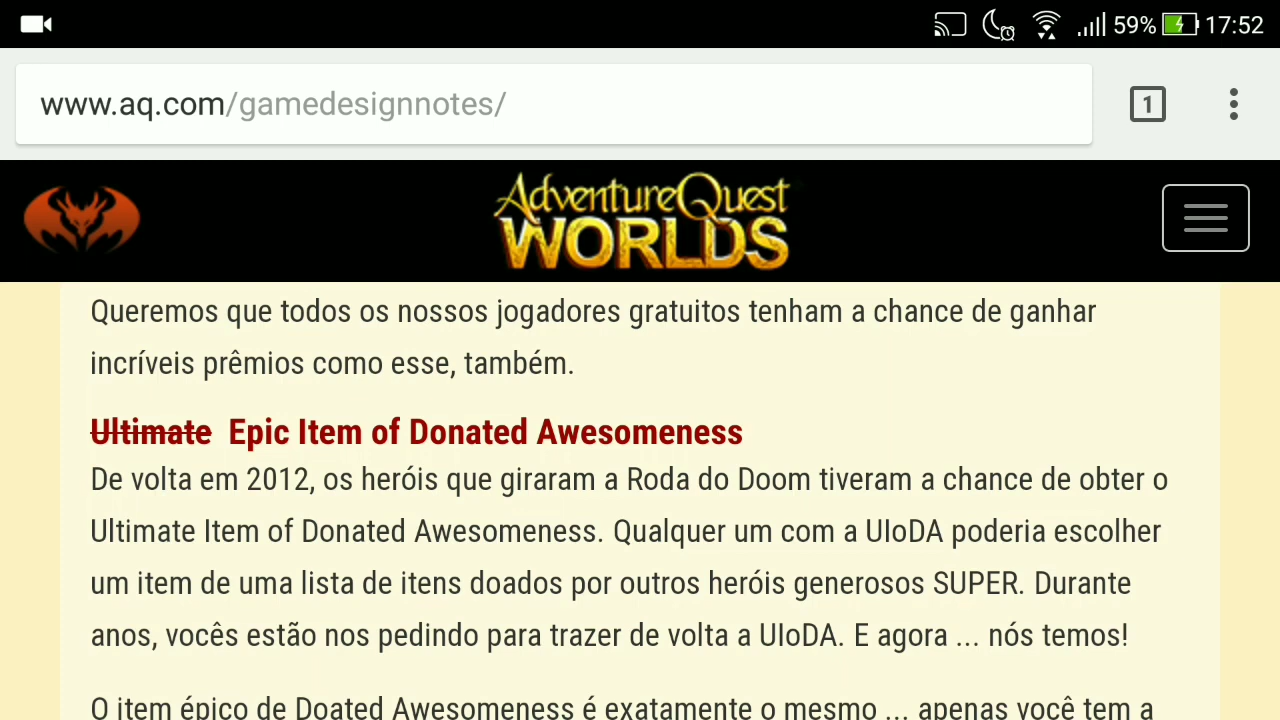 59% 17:52
www.aq.com/gamedesignnotes/
1
AdventureQuest
WORLDS
Queremos que todos os nossos jogadores gratuitos tenham a chance de ganhar
incríveis prêmios como esse, também.
Ultimate Epic Item of Donated Awesomeness
De volta em 2012, os heróis que giraram a Roda do Doom tiveram a chance de obter o
Ultimate Item of Donated Awesomeness. Qualquer um com a UIoDA poderia escolher
um item de uma lista de itens doados por outros heróis generosos SUPER. Durante
anos, vocês estão nos pedindo para trazer de volta a UIoDA. E agora ... nós temos!
O item épico de Doated Awesomeness é exatamente o mesmo ... apenas você tem a